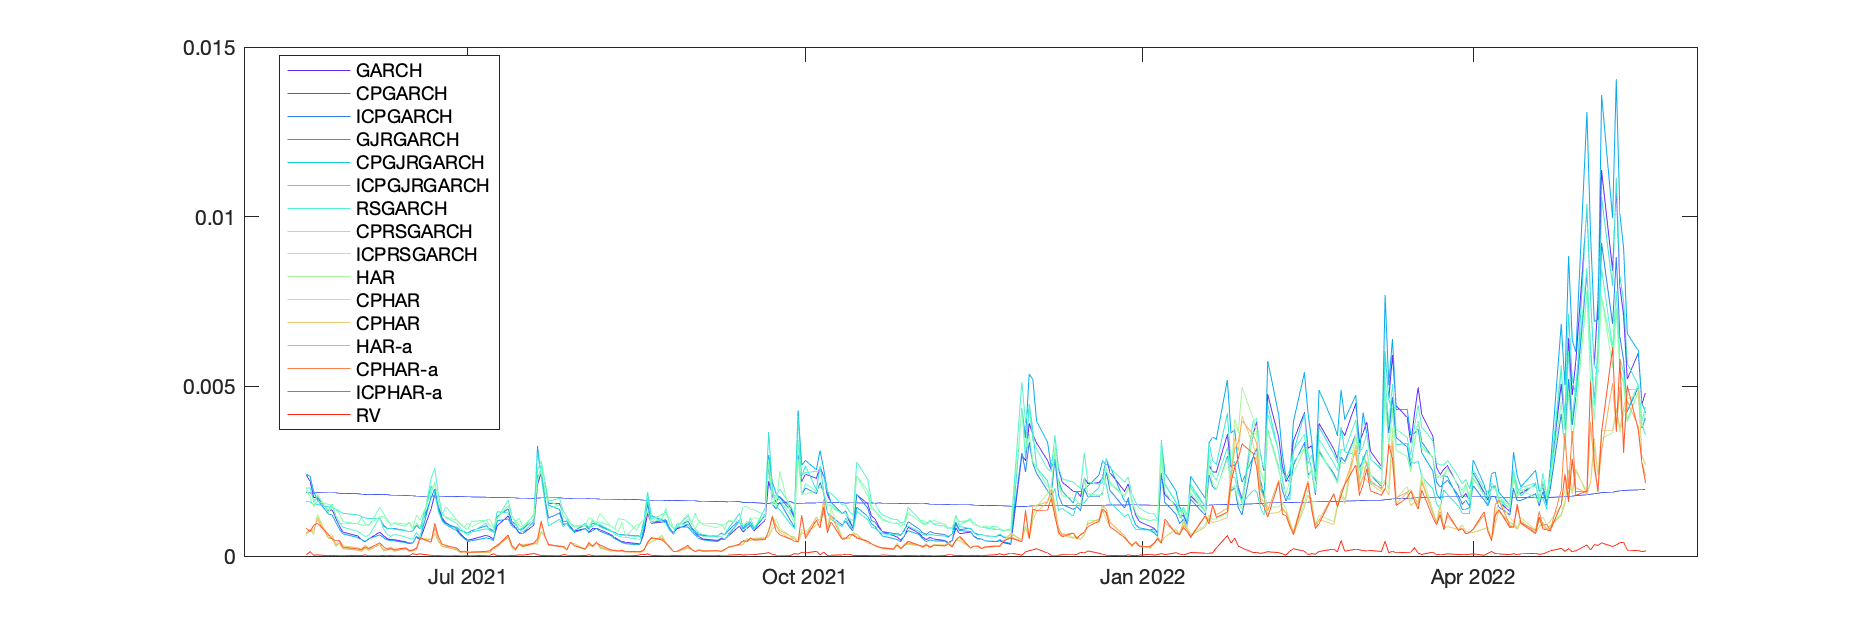 0.015
0.01
0.005
0
GARCH
CPGARCH
ICPGARCH
GJRGARCH
CPGJRGARCH
ICPGJRGARCH
RSGARCH
CPRSGARCH
ICPRSGARCH
HAR
CPHAR
CPHAR
HAR-a
CPHAR-a
ICPHAR-a
RV
Jul 2021 Oct 2021 Jan 2022 Apr 2022